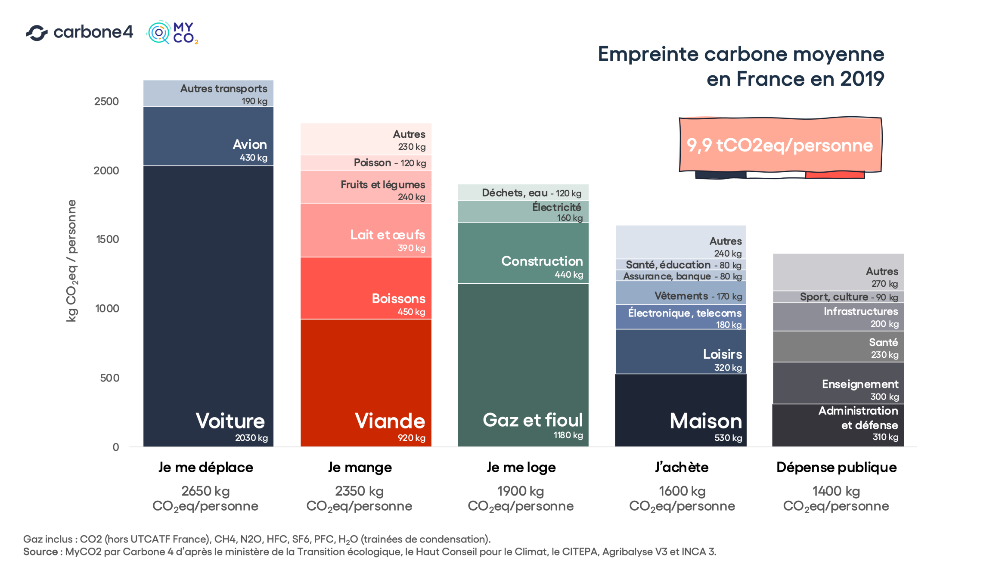 carbone4
MY
CO2
Empreinte carbone moyenne
en France en 2019
9,9 tCO2eq/personne
kg CO₂eq / personne
2500
2000
1500
1000
500
0
Autres transports
190 kg
Avion
430 kg
Voiture
2030 kg
Autres
230 kg
Poisson - 120 kg
Fruits et légumes
240 kg
Lait et œufs
390 kg
Boissons
450 kg
Viande
920 kg
Déchets, eau - 120 kg
Électricité
160 kg
Construction
440 kg
Gaz et fioul
1180 kg
Autres
240 kg
Santé, éducation - 80 kg
Assurance, banque - 80 kg
Vêtements - 170 kg
Électronique, telecoms
180 kg
Loisirs
320 kg
Maison
530 kg
Autres
270 kg
Sport, culture - 90 kg
Infrastructures
200 kg
Santé
230 kg
Enseignement
300 kg
Administration
et défense
310 kg
Je me déplace
2650 kg
CO₂eq/personne
Je mange
2350 kg
CO₂eq/personne
Je me loge
1900 kg
CO₂eq/personne
J'achète
1600 kg
CO₂eq/personne
Dépense publique
1400 kg
CO₂eq/personne
Gaz inclus : CO2 (hors UTCATF France), CH4, N2O, HFC, SF6, PFC, H₂O (trainées de condensation).
Source : MyCO2 par Carbone 4 d'après le ministère de la Transition écologique, le Haut Conseil pour le Climat, le CITEPA, Agribalyse V3 et INCA 3.